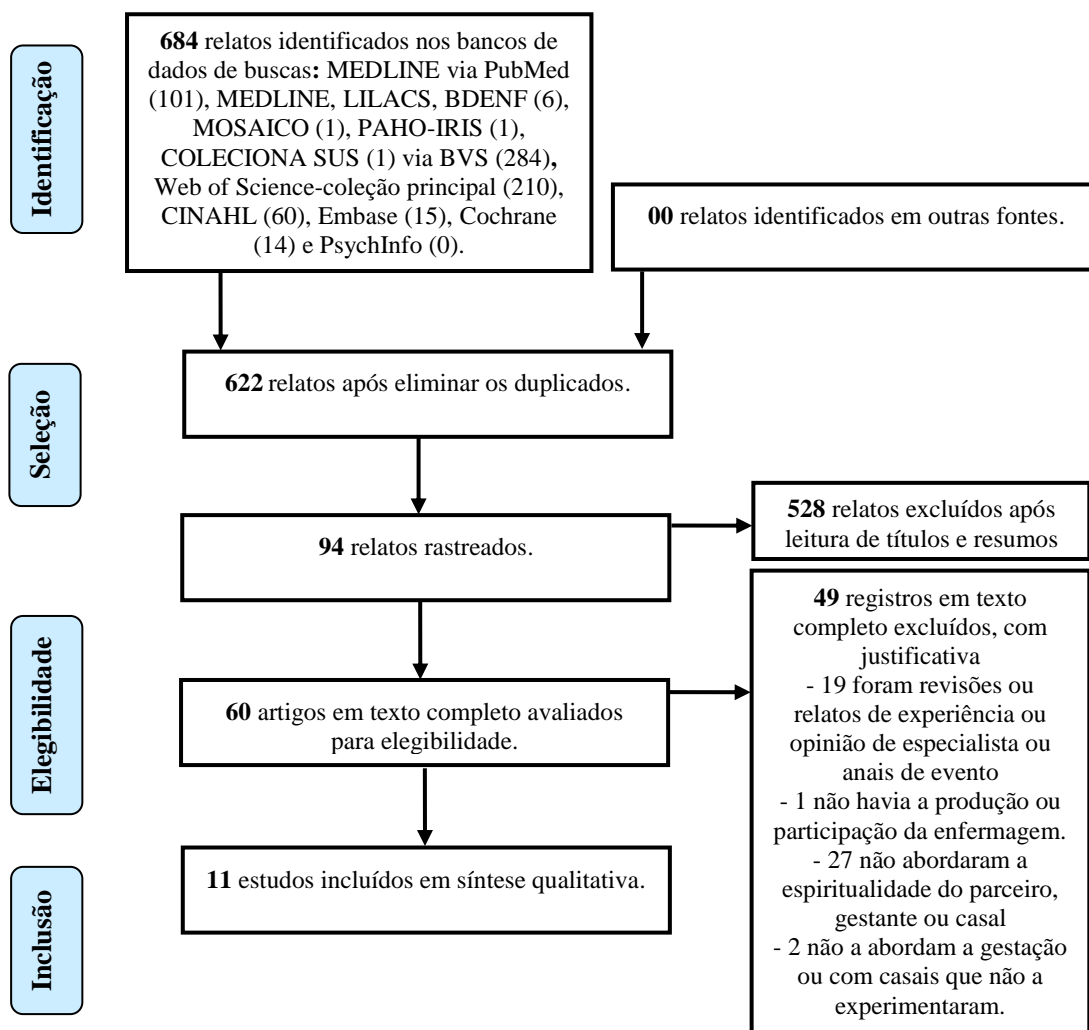 Identificação
684 relatos identificados nos bancos de
dados de buscas: MEDLINE via PubMed
(101), MEDLINE, LILACS, BDENF (6),
MOSAICO (1), PAHO-IRIS (1),
COLECIONA SUS (1) via BVS (284),
Web of Science-coleção principal (210),
CINAHL (60), Embase (15), Cochrane
(14) e PsychInfo (0).
00 relatos identificados em outras fontes.
Seleção
622 relatos após eliminar os duplicados.
94 relatos rastreados.
528 relatos excluídos após
leitura de títulos e resumos
Elegibilidade
60 artigos em texto completo avaliados
para elegibilidade.
49 registros em texto
completo excluídos, com
justificativa
- 19 foram revisões ou
relatos de experiência ou
opinião de especialista ou
anais de evento
- 1 não havia a produção ou
participação da enfermagem.
- 27 não abordaram a
espiritualidade do parceiro,
gestante ou casal
- 2 não a abordam a gestação
ou com casais que não a
experimentaram.
Inclusão
11 estudos incluídos em síntese qualitativa.